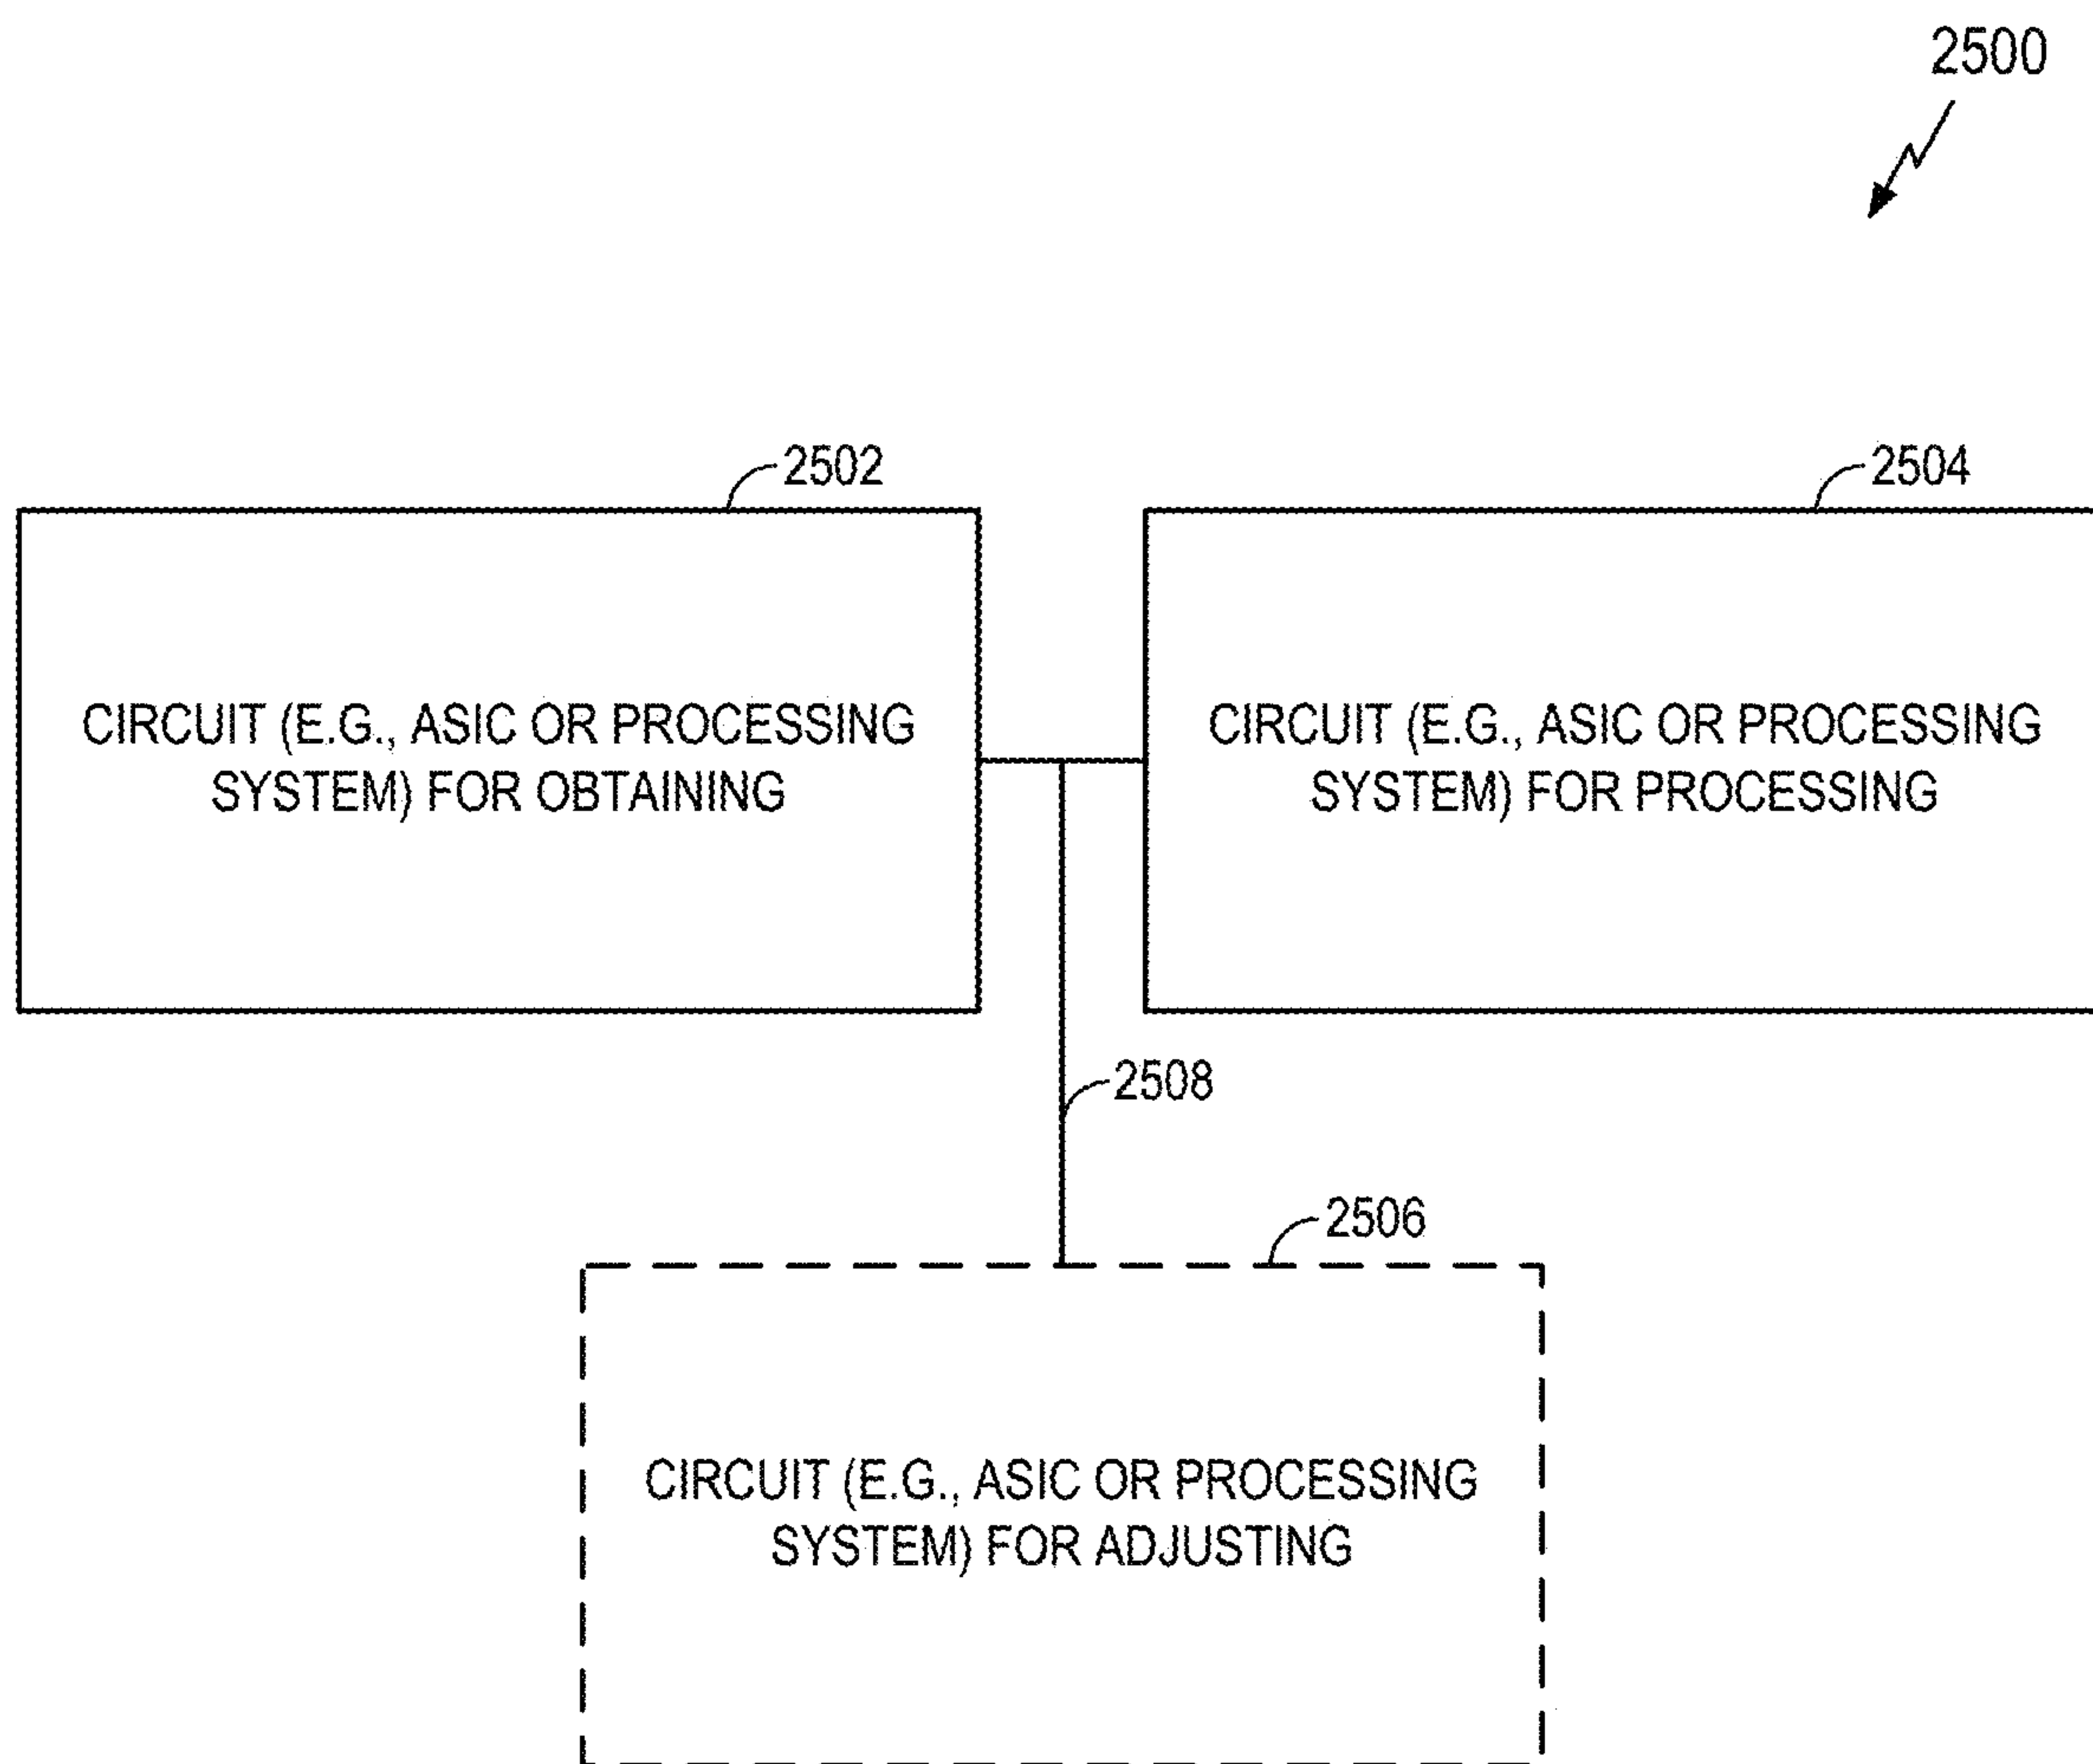 2500
2502
2504
CIRCUIT (E.G., ASIC OR PROCESSING
SYSTEM) FOR OBTAINING
CIRCUIT (E.G., ASIC OR PROCESSING
SYSTEM) FOR PROCESSING
2508
2506
CIRCUIT (E.G., ASIC OR PROCESSING
SYSTEM) FOR ADJUSTING